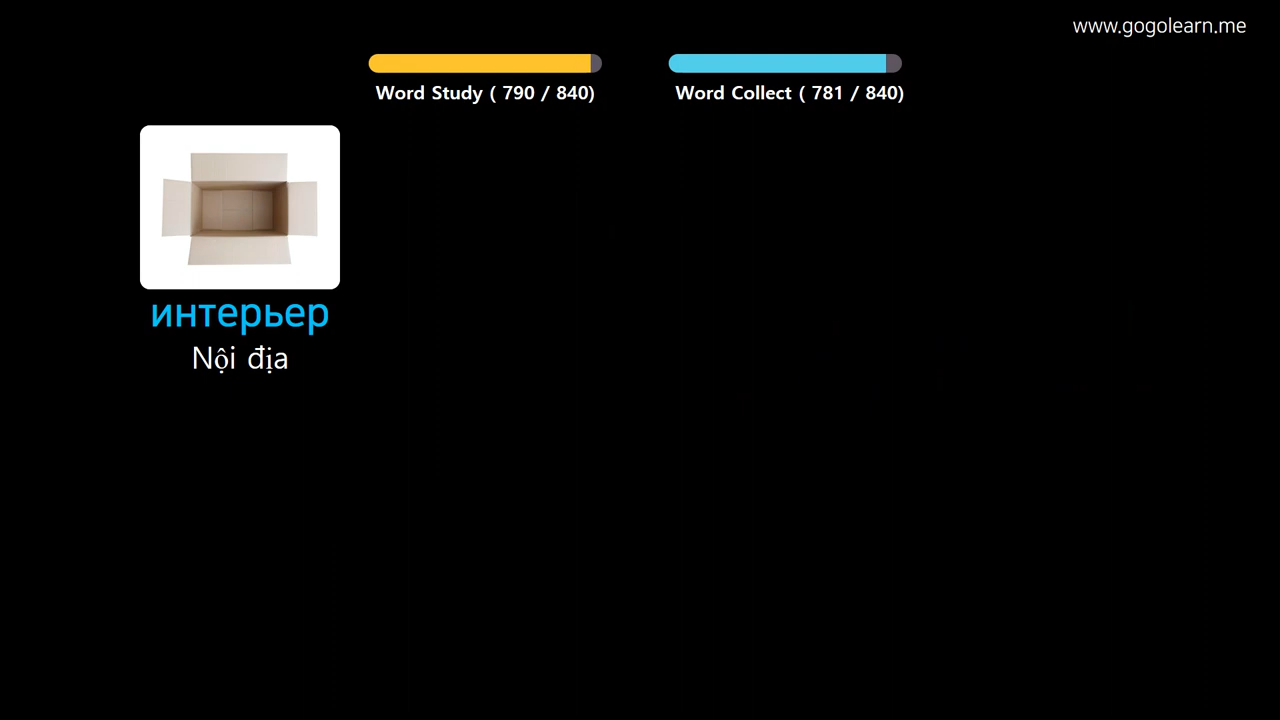 www.gogolearn.me
Word Study ( 790 / 840)
Word Collect ( 781 / 840)
интерьер
Nội địa